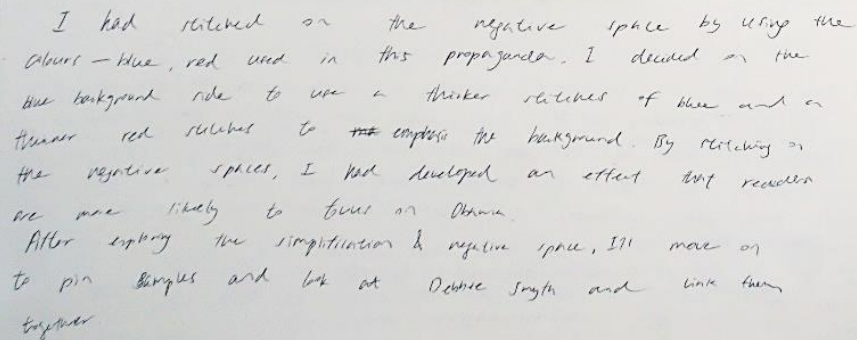 I had stitched on the negative space by using the
colours - blue, red used in this propaganda. I decided on the
blue background side to use a thicker stitches of blue and a
thinner red stitches to emphasis the background. By stitching on
the negative spaces, I had developed an effect that readers
are more likely to focus on Obama.
After exploring the simplification & negative space, I'll move on
to pin samples and look at Debbie Smyth and link them
together.